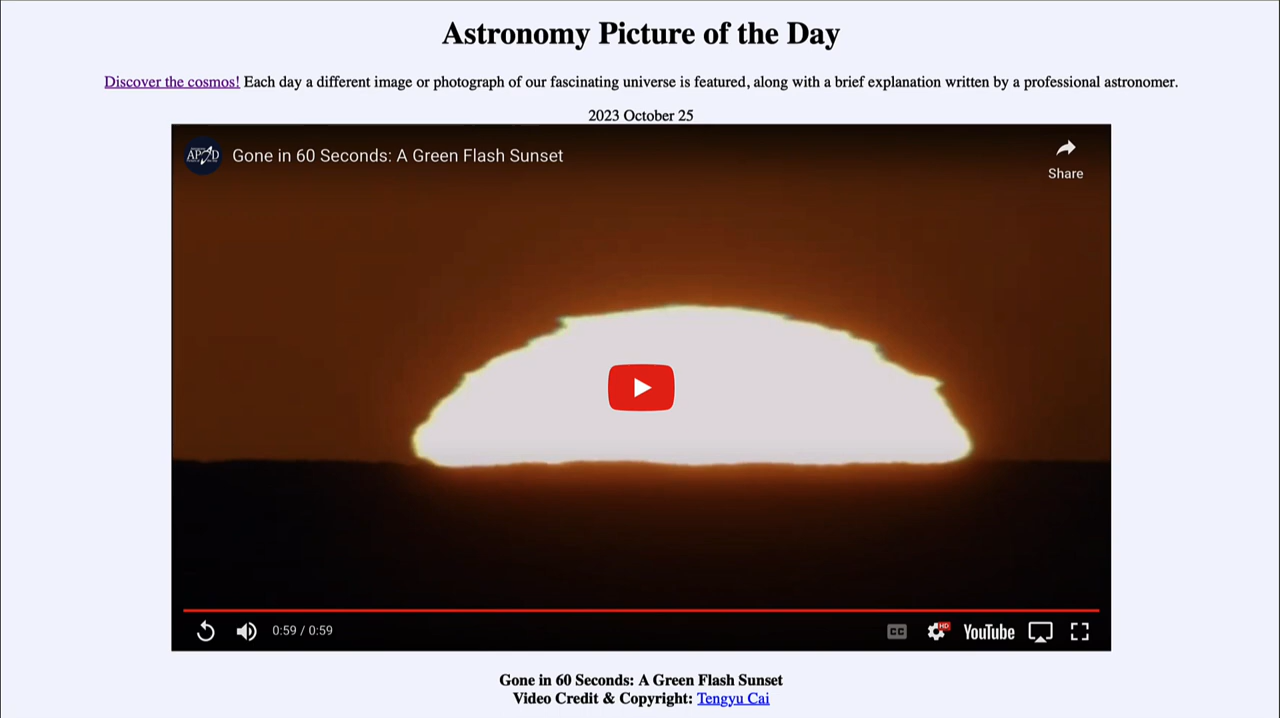 Astronomy Picture of the Day
Discover the cosmos! Each day a different image or photograph of our fascinating universe is featured, along with a brief explanation written by a professional astronomer.
2023 October 25
APOD
Gone in 60 Seconds: A Green Flash Sunset
Share
0:59 / 0:59
CC
HD
YouTube
Gone in 60 Seconds: A Green Flash Sunset
Video Credit & Copyright: Tengyu Cai